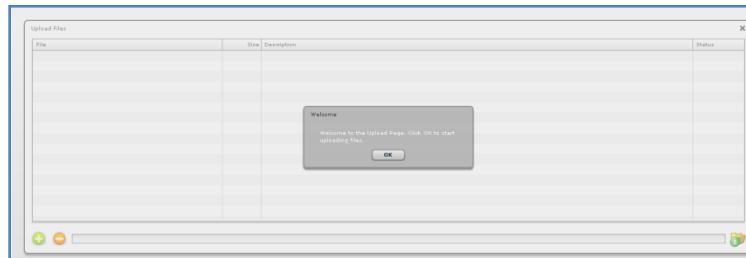 Upload Files
File Size Description Status
Welcome
Welcome to the Upload Page. Click OK to start
uploading files.
OK